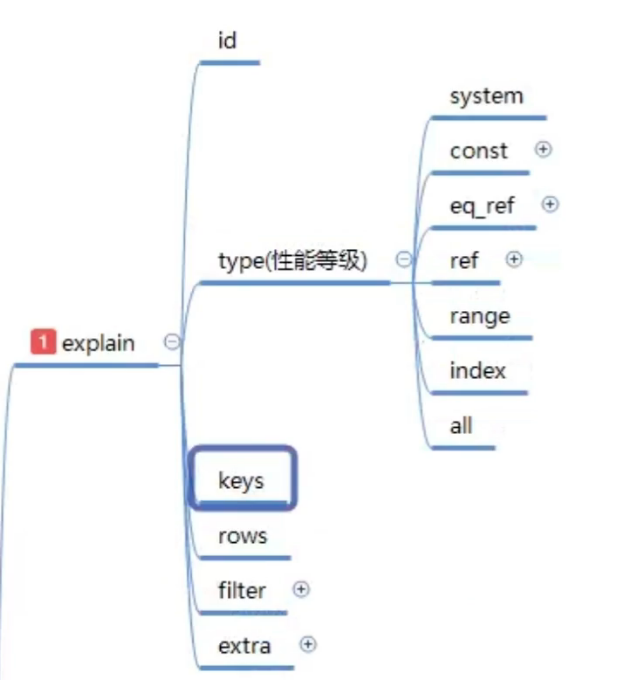 id
system
const
eq_ref
type(性能等级)
ref
range
1 explain
index
all
keys
rows
filter
extra